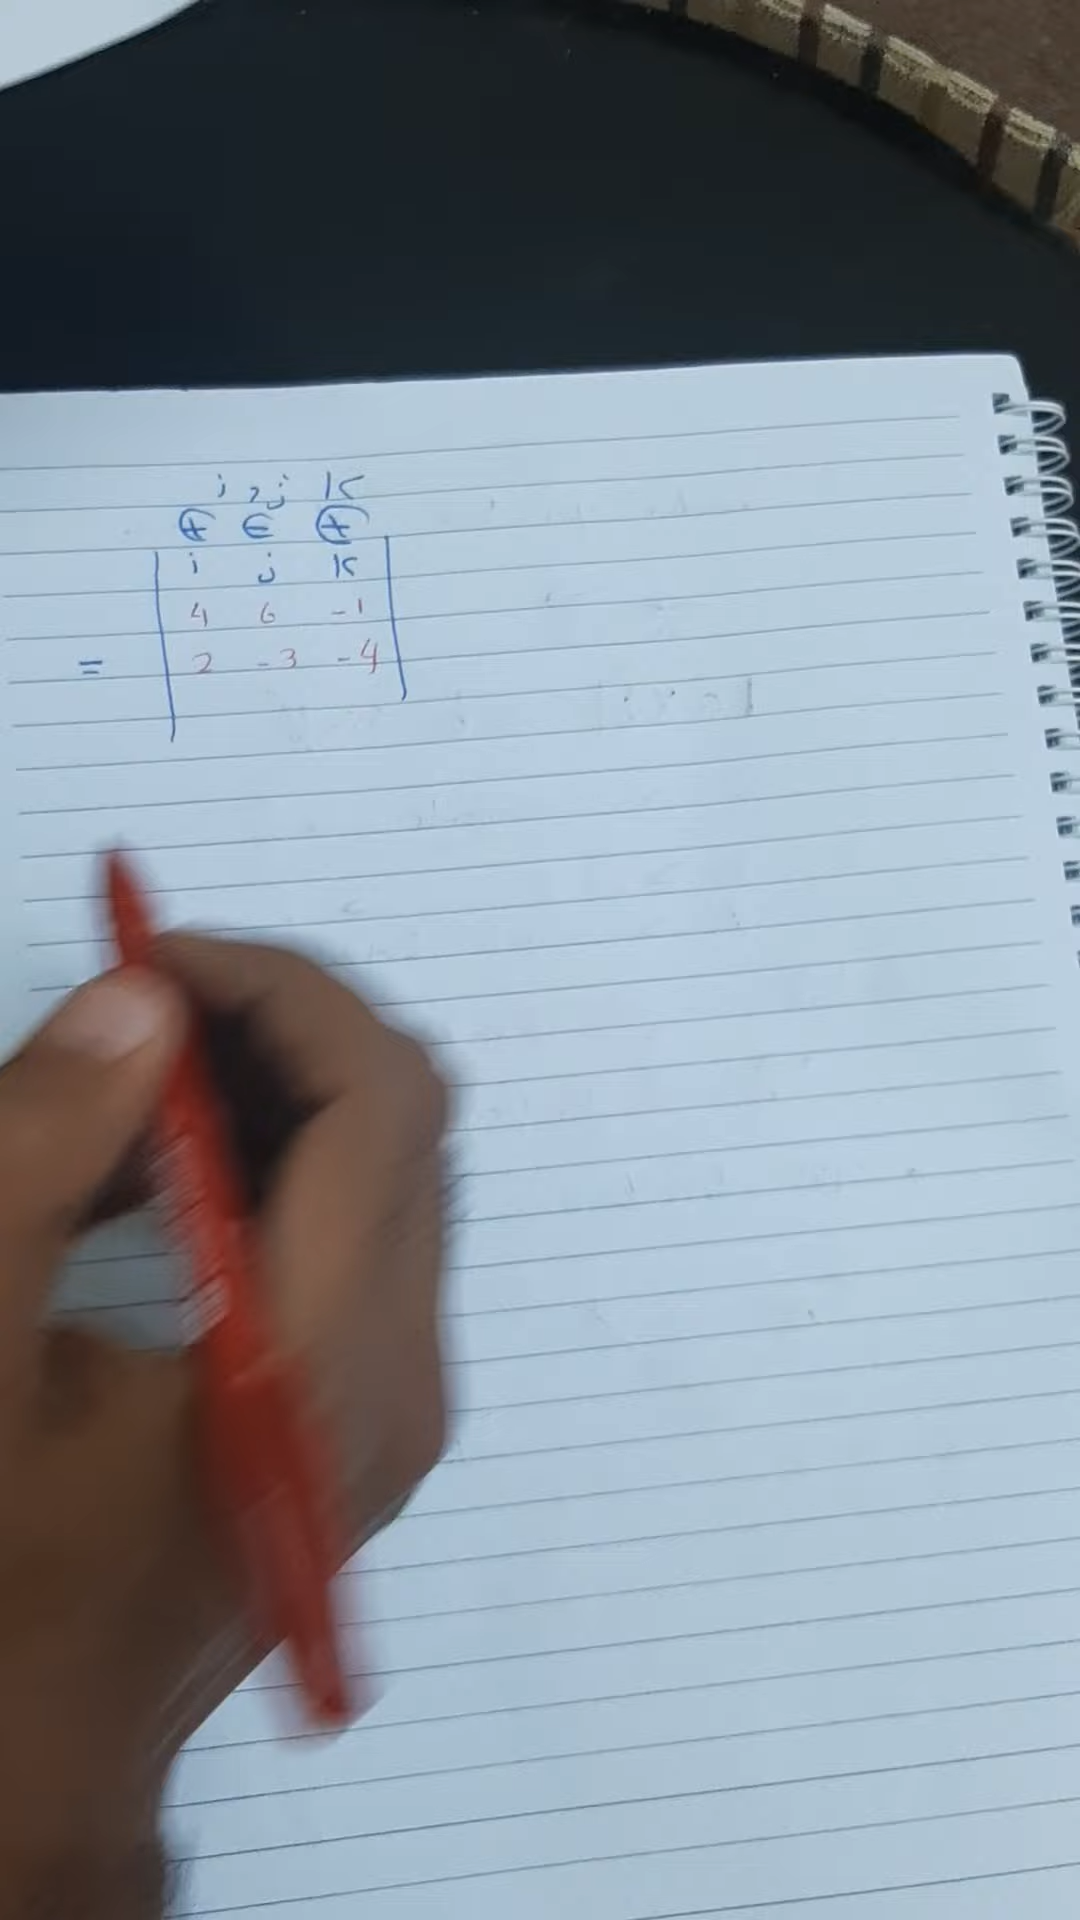 i , j K
⊕ ⊖ ⊕
i j K
4 6 -1
= 2 -3 -4